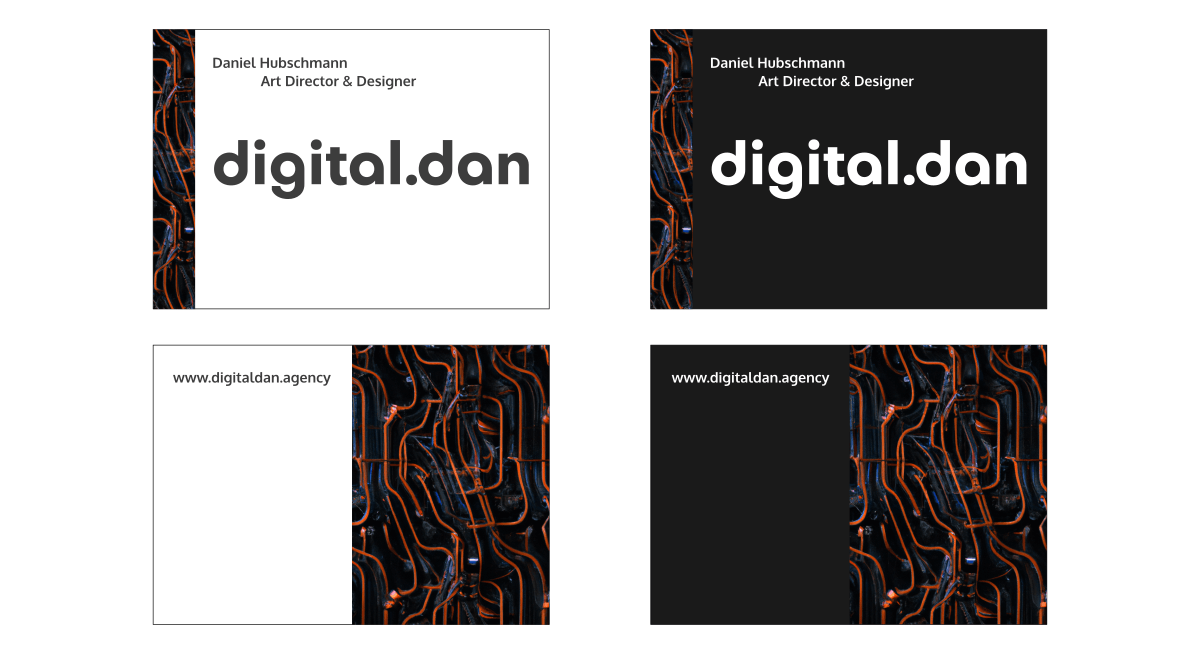 Daniel Hubschmann
Art Director & Designer
digital.dan
Daniel Hubschmann
Art Director & Designer
digital.dan
www.digitaldan.agency
www.digitaldan.agency